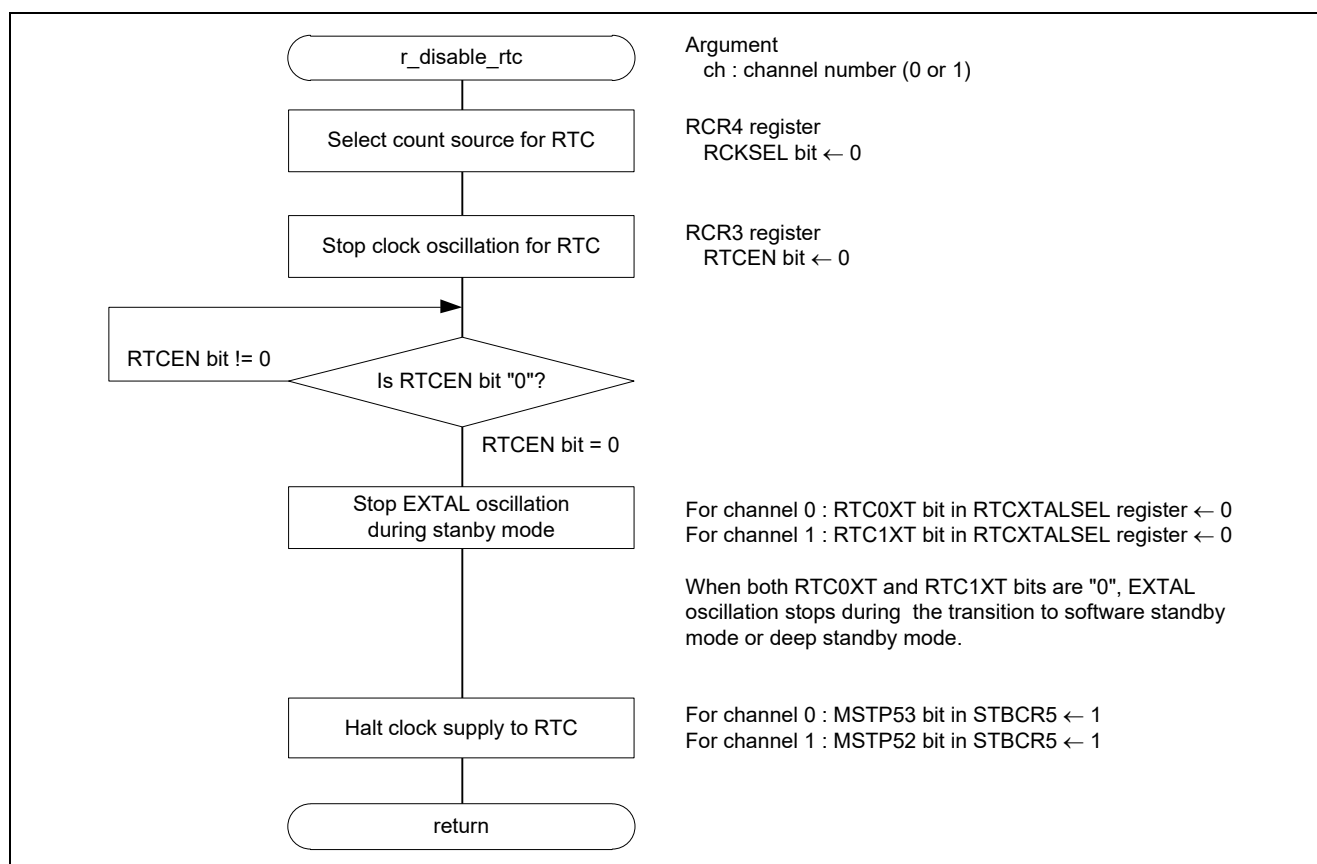 r_disable_rtc
Argument
ch : channel number (0 or 1)
Select count source for RTC
RCR4 register
RCKSEL bit ← 0
Stop clock oscillation for RTC
RCR3 register
RTCEN bit ← 0
RTCEN bit != 0
Is RTCEN bit "0"?
RTCEN bit = 0
Stop EXTAL oscillation
during stanby mode
For channel 0 : RTC0XT bit in RTCXTALSEL register ← 0
For channel 1 : RTC1XT bit in RTCXTALSEL register ← 0
When both RTC0XT and RTC1XT bits are "0", EXTAL
oscillation stops during  the transition to software standby
mode or deep standby mode.
Halt clock supply to RTC
For channel 0 : MSTP53 bit in STBCR5 ← 1
For channel 1 : MSTP52 bit in STBCR5 ← 1
return